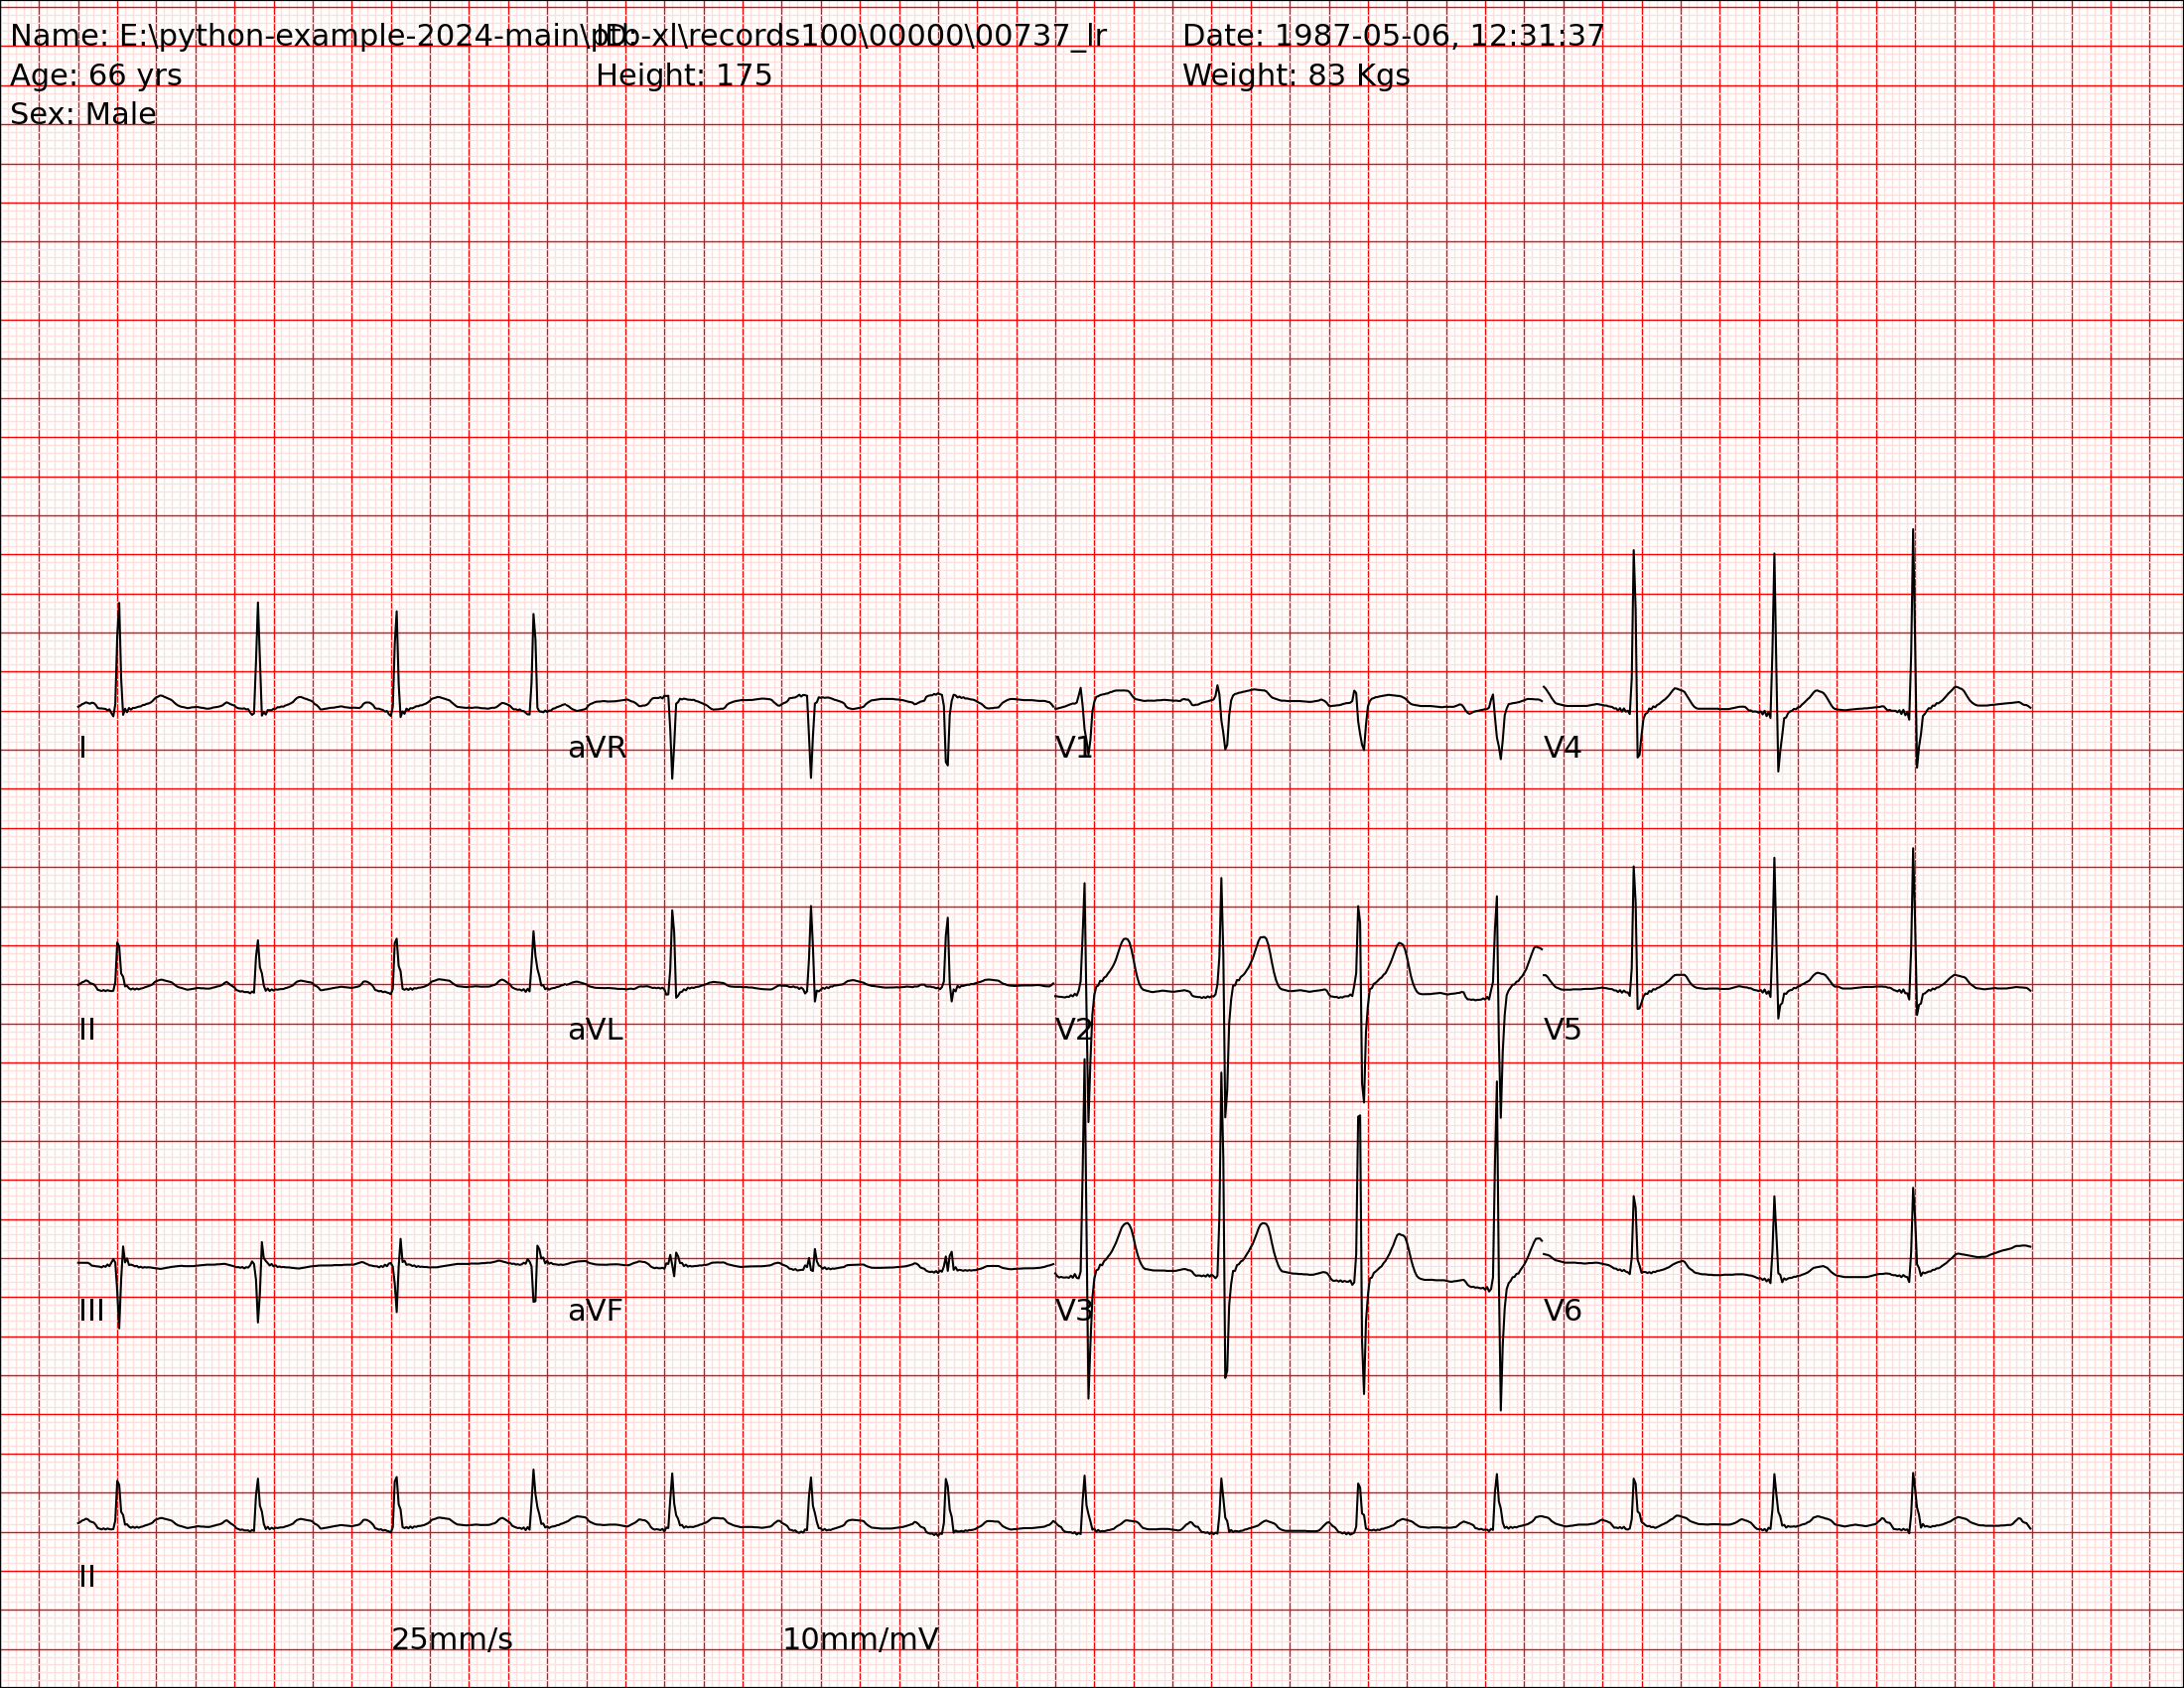 Name: E:\python-example-2024-main\ptb-xl\records100\00000\00737_lr ID: Date: 1987-05-06, 12:31:37
Age: 66 yrs Height: 175 Weight: 83 Kgs
Sex: Male
I aVR V1 V4
II aVL V2 V5
III aVF V3 V6
II
25mm/s 10mm/mV